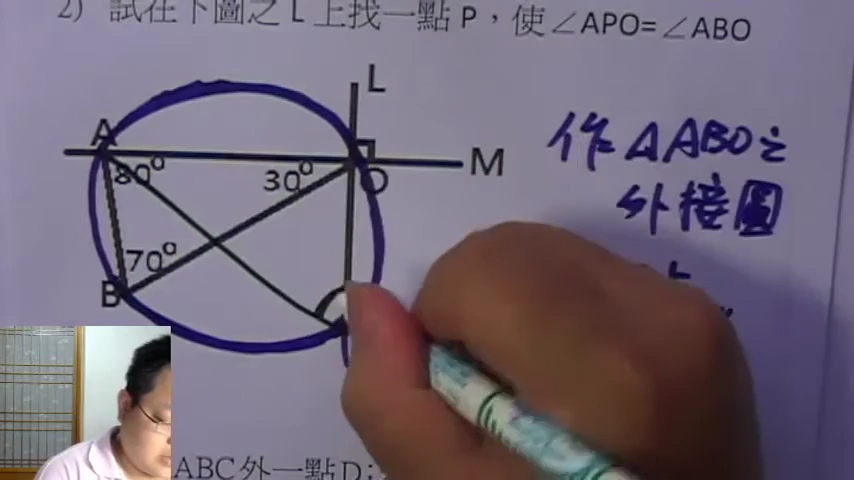 2) 試在下圖之 L 上找一點 P，使∠APO=∠ABO
L
A
M
80°
30°
O
70°
B
作△ABO之
外接圓
ABC外一點D;